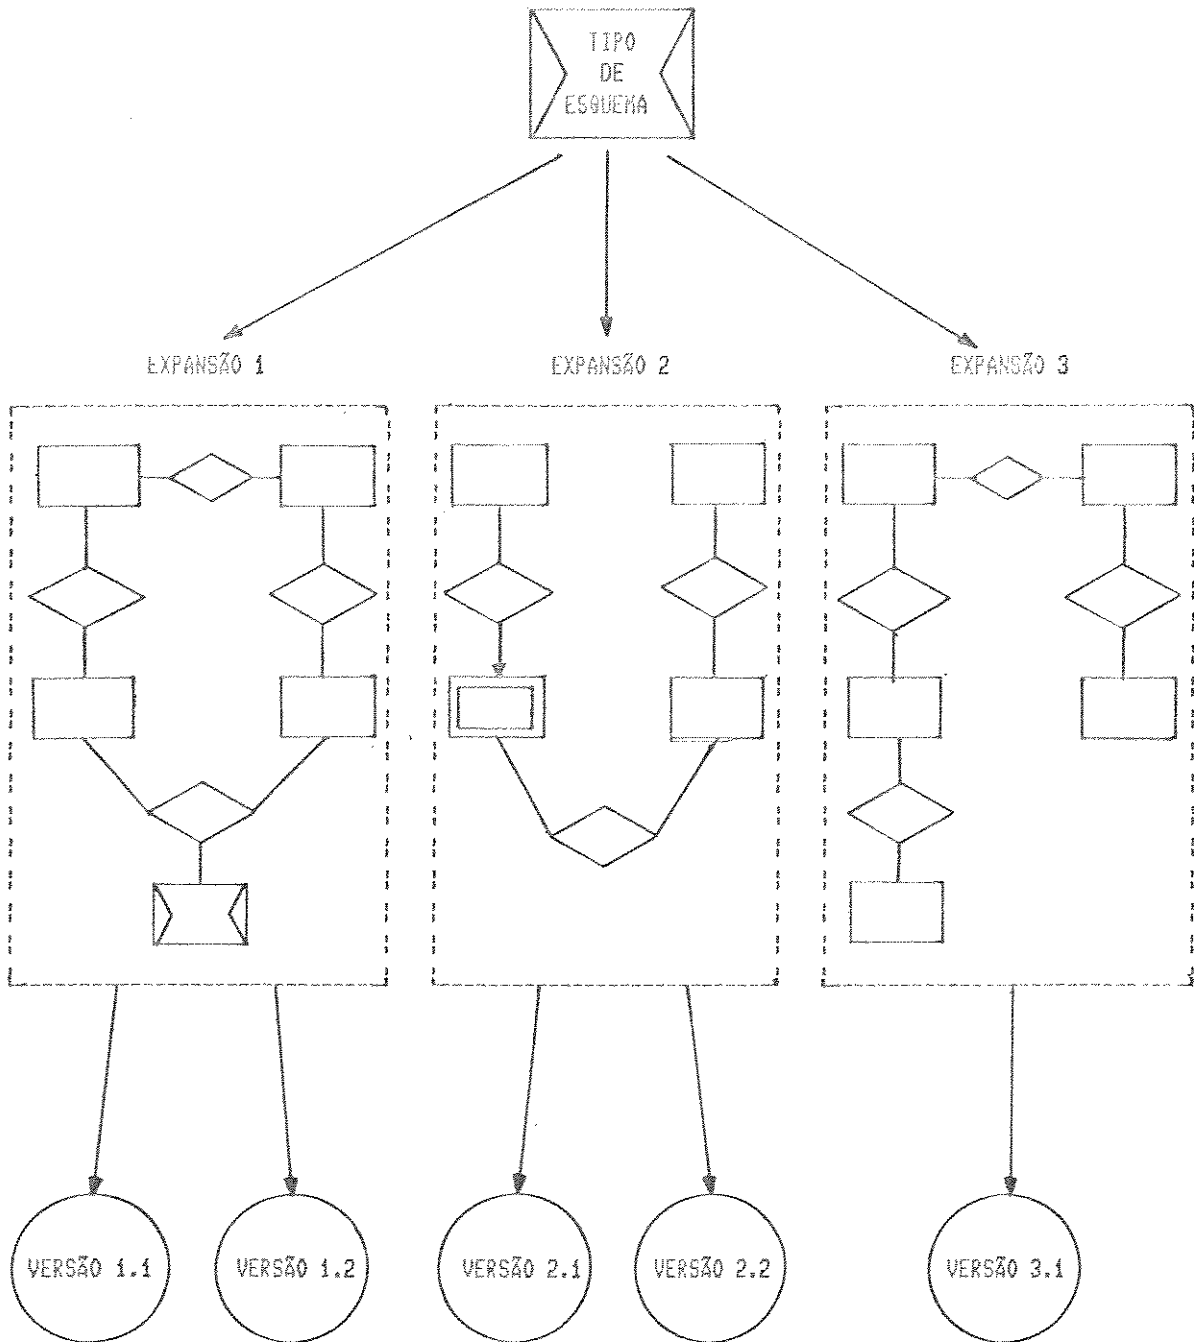 TIPO
DE
ESQUEMA
EXPANSÃO 1
EXPANSÃO 2
EXPANSÃO 3
VERSÃO 1.1
VERSÃO 1.2
VERSÃO 2.1
VERSÃO 2.2
VERSÃO 3.1